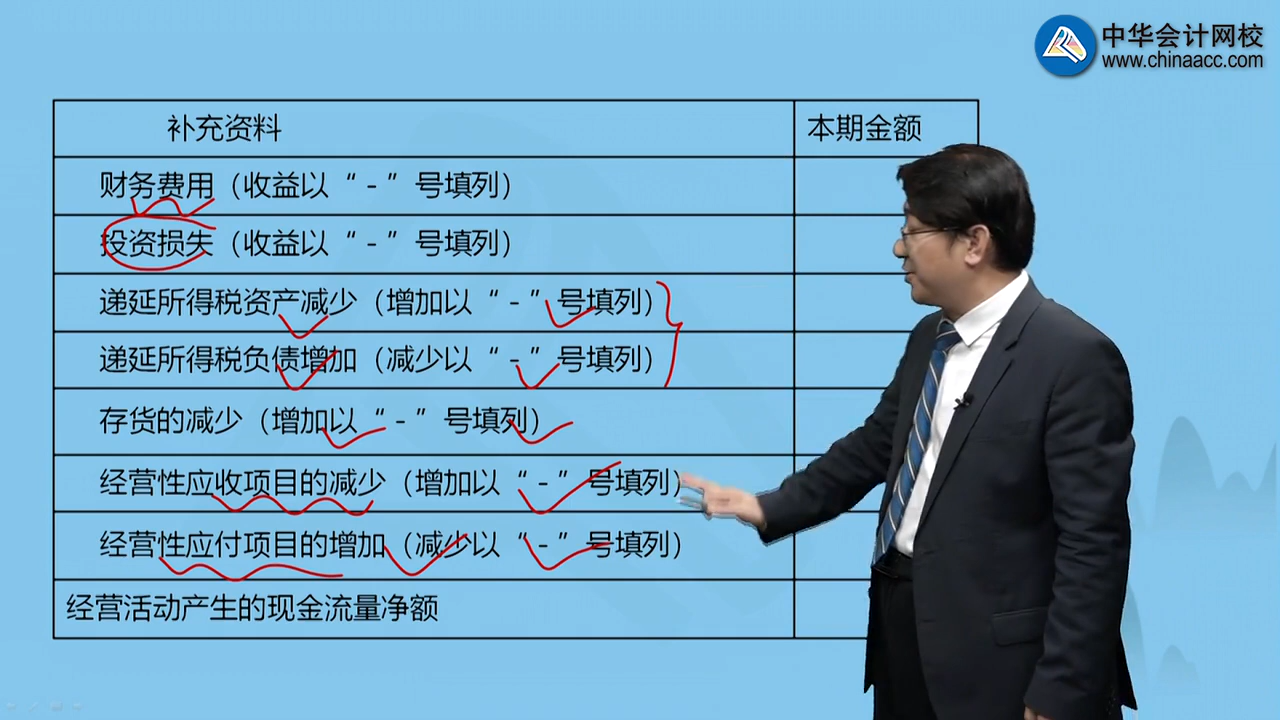 中华会计网校
www.chinaacc.com
补充资料 本期金额
财务费用（收益以“-”号填列）
投资损失（收益以“-”号填列）
递延所得税资产减少（增加以“-”号填列）
递延所得税负债增加（减少以“-”号填列）
存货的减少（增加以“-”号填列）
经营性应收项目的减少（增加以“-”号填列）
经营性应付项目的增加（减少以“-”号填列）
经营活动产生的现金流量净额